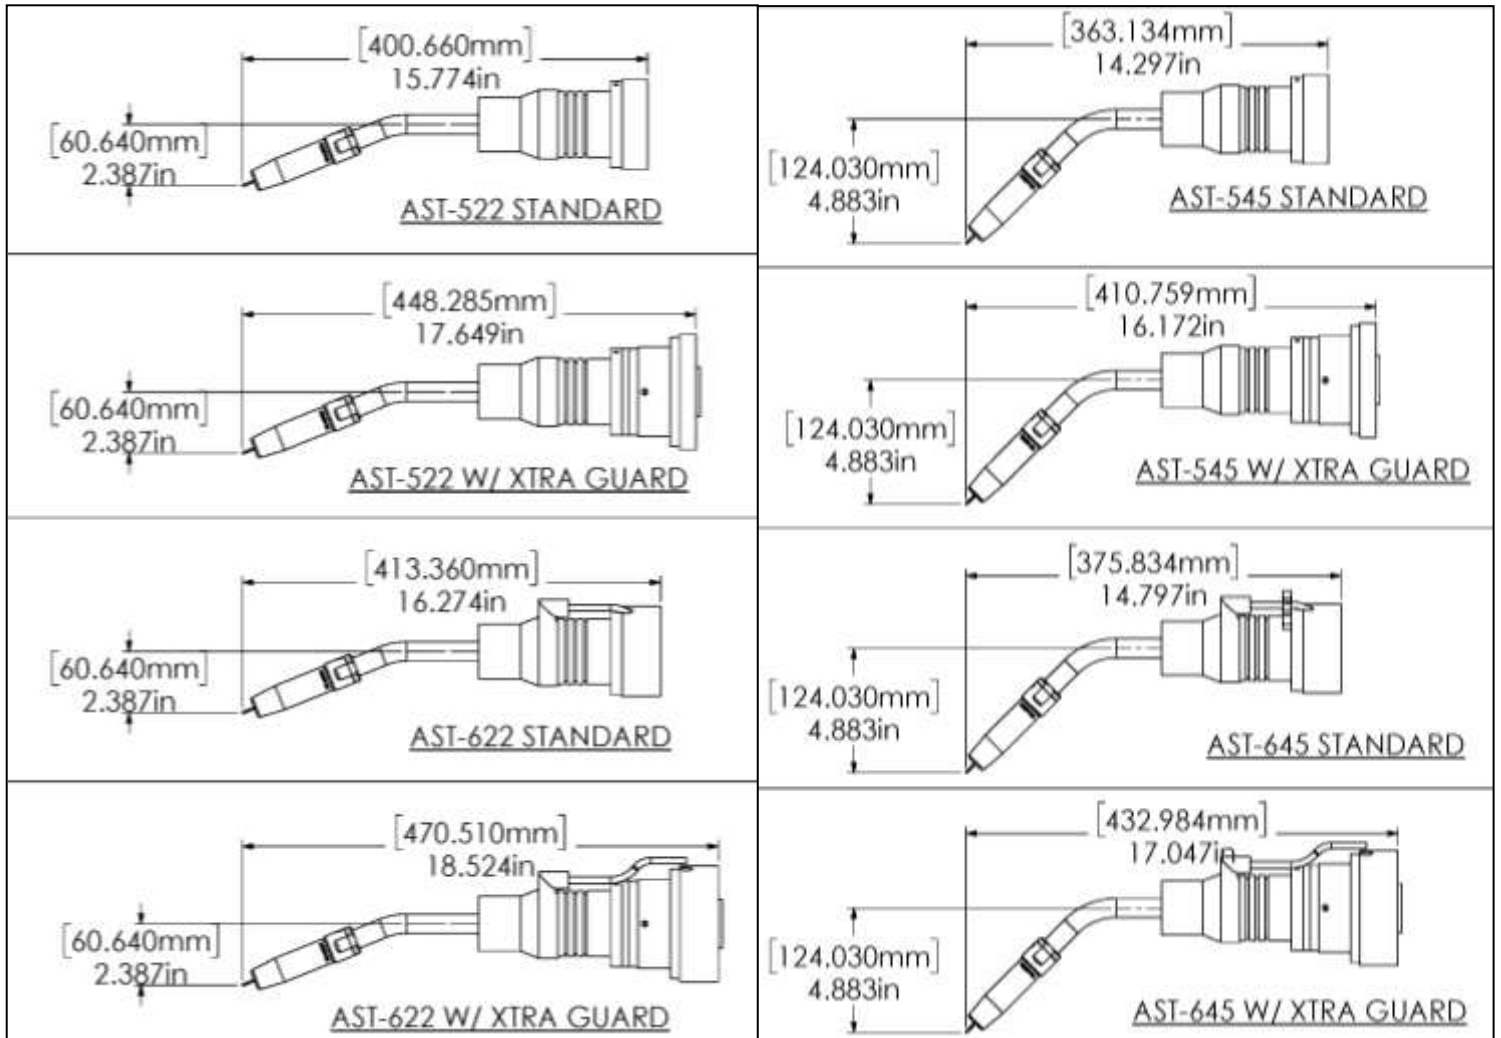 [400.660mm]
15.774in
[60.640mm]
2.387in
AST-522 STANDARD
[363.134mm]
14.297in
[124.030mm]
4.883in
AST-545 STANDARD
[448.285mm]
17.649in
[60.640mm]
2.387in
AST-522 W/ XTRA GUARD
[410.759mm]
16.172in
[124.030mm]
4.883in
AST-545 W/ XTRA GUARD
[413.360mm]
16.274in
[60.640mm]
2.387in
AST-622 STANDARD
[375.834mm]
14.797in
[124.030mm]
4.883in
AST-645 STANDARD
[470.510mm]
18.524in
[60.640mm]
2.387in
AST-622 W/ XTRA GUARD
[432.984mm]
17.047in
[124.030mm]
4.883in
AST-645 W/ XTRA GUARD